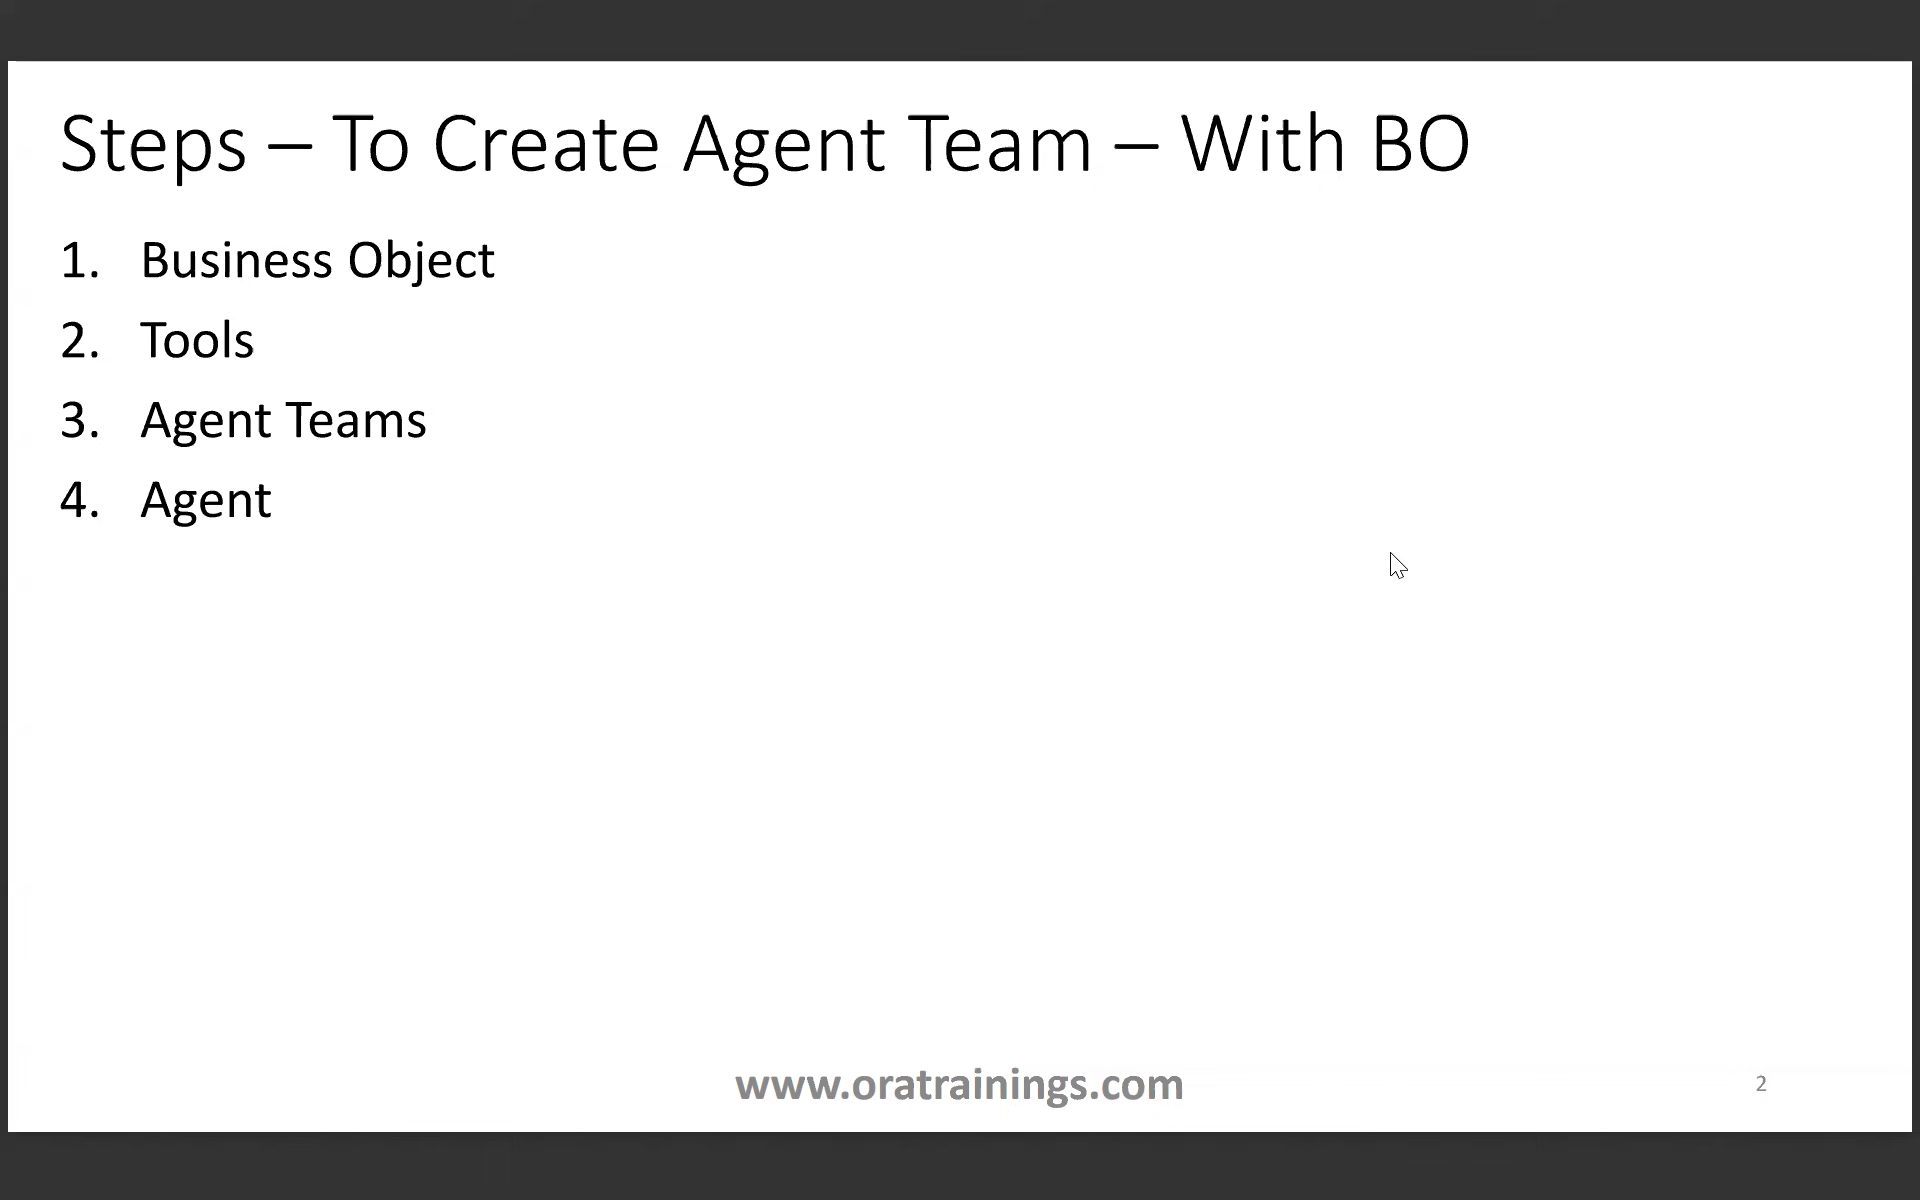 Steps – To Create Agent Team – With BO
1. Business Object
2. Tools
3. Agent Teams
4. Agent
www.oratrainings.com
2